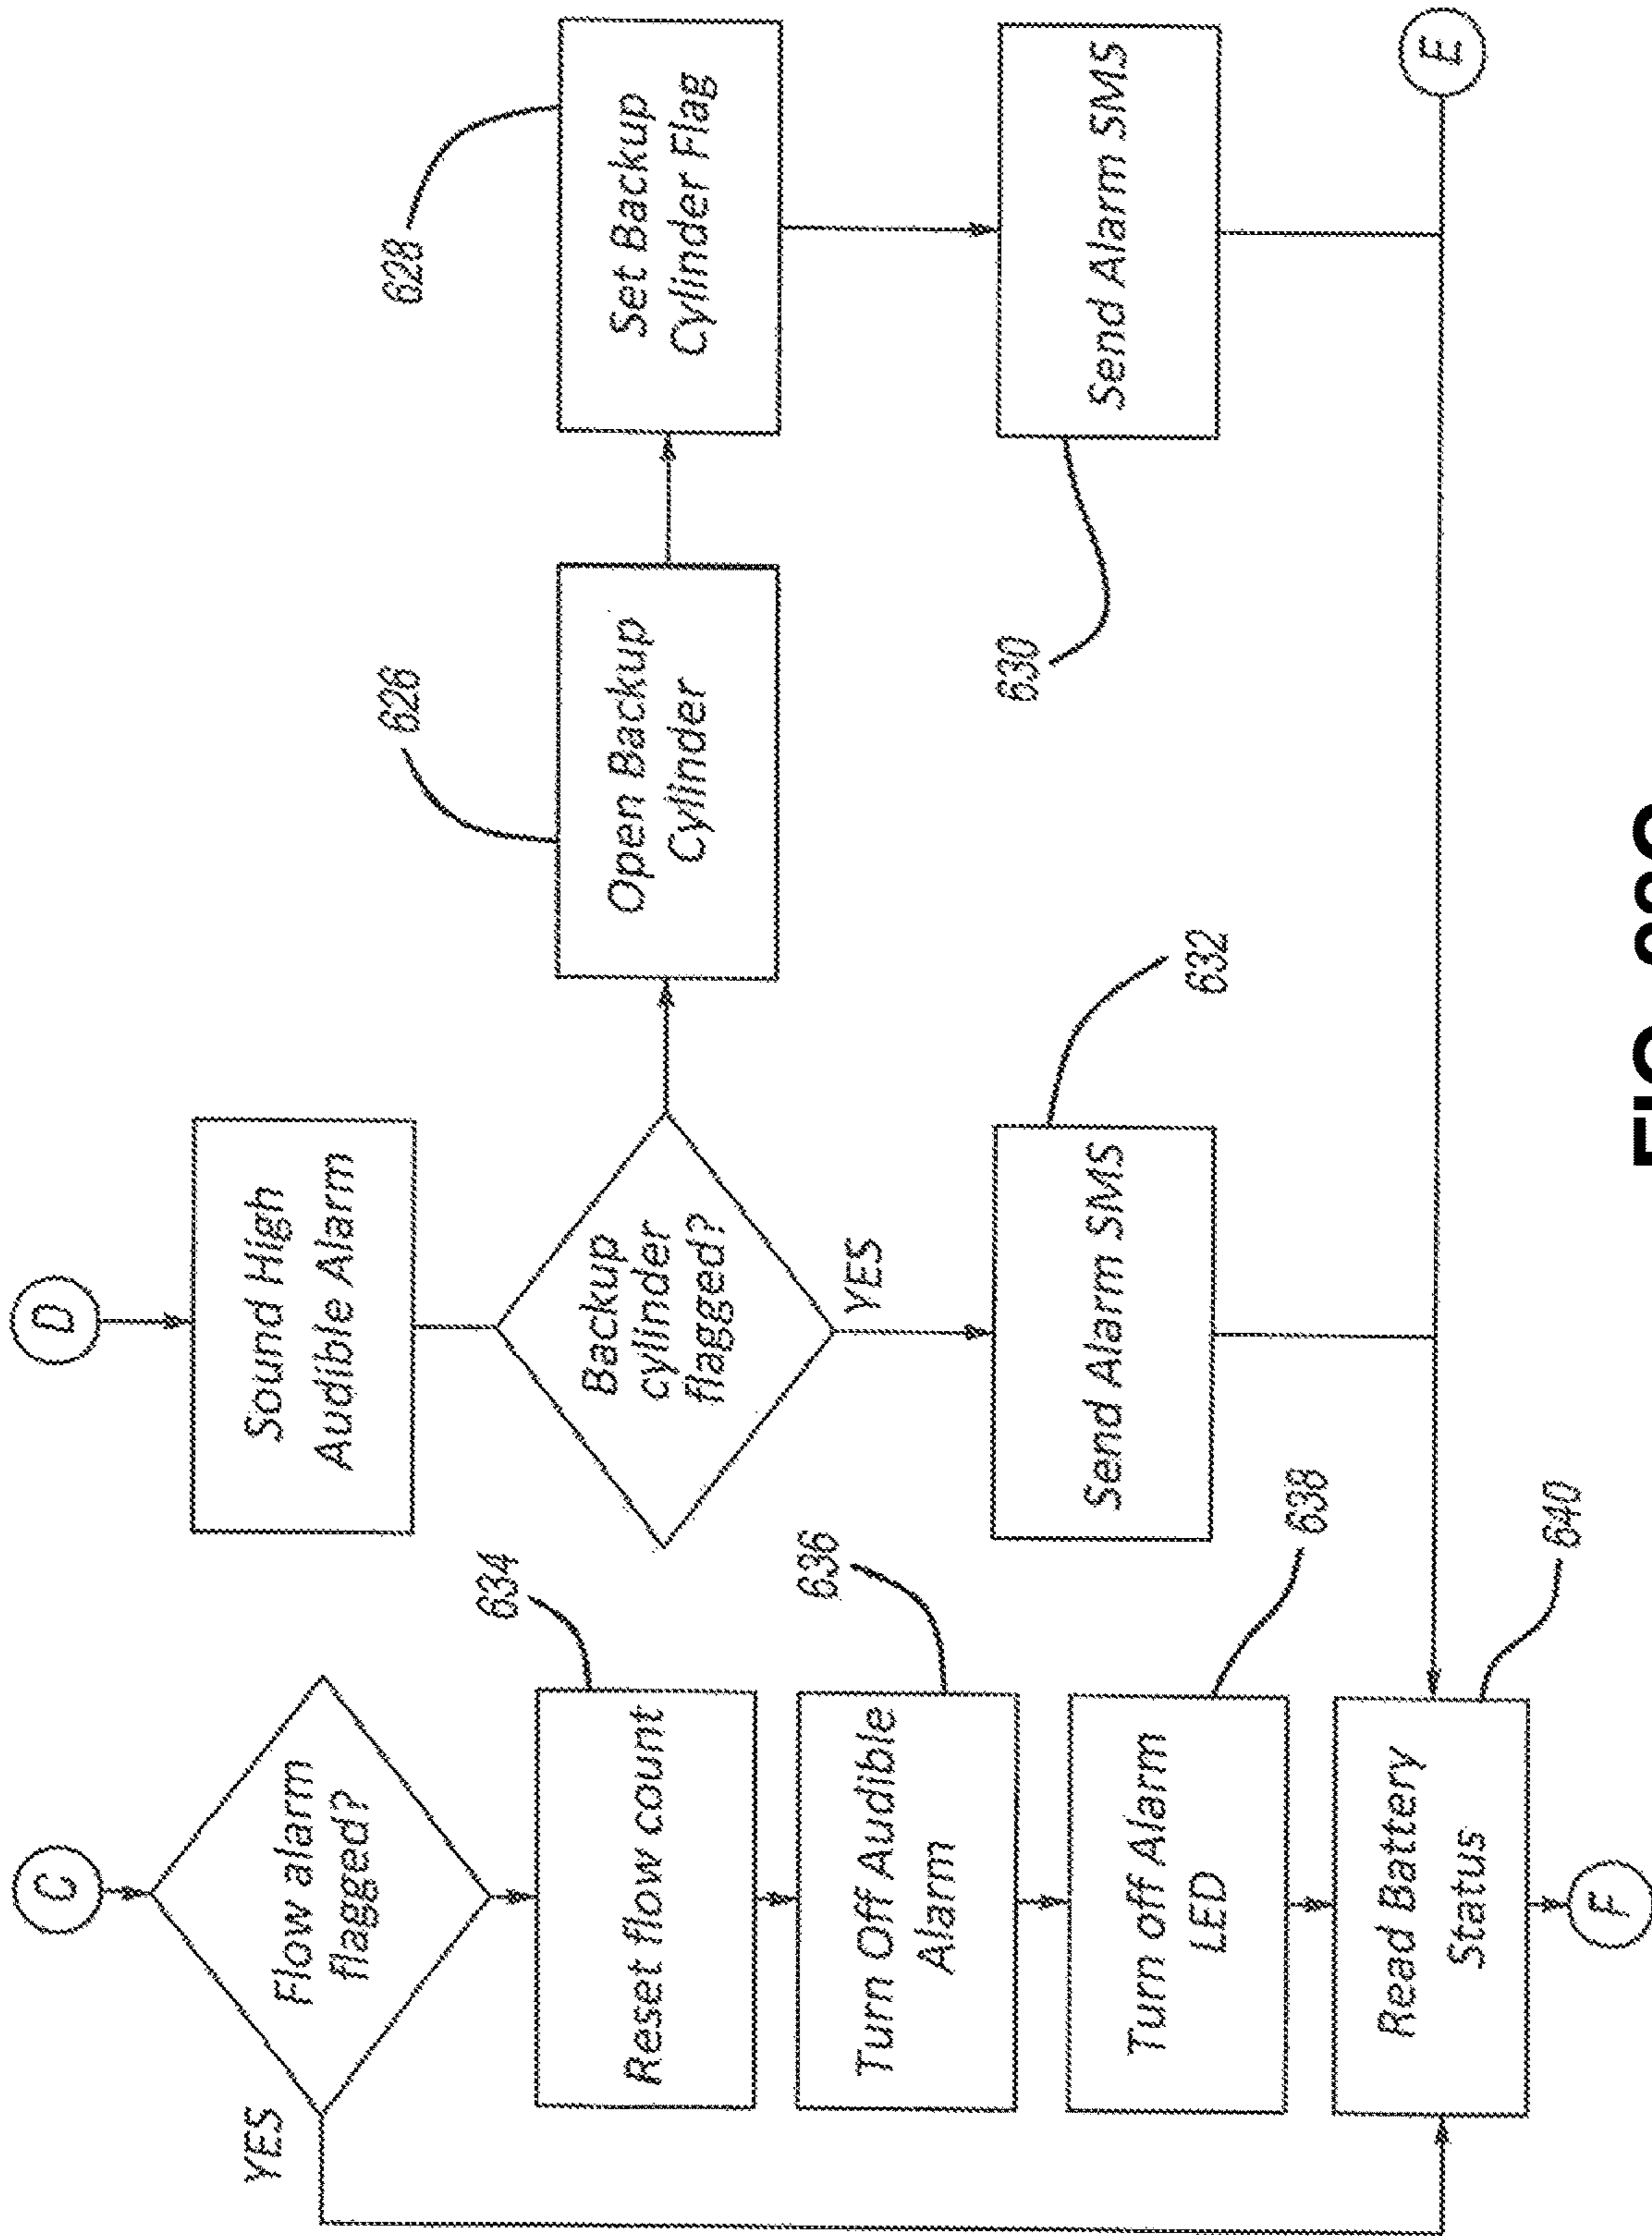 C
Flow alarm
flagged?
YES
634
Reset flow count
636
Turn Off Audible
Alarm
638
Turn off Alarm
LED
640
Read Battery
Status
F
D
Sound High
Audible Alarm
Backup
cylinder
flagged?
YES
632
Send Alarm SMS
626
Open Backup
Cylinder
628
Set Backup
Cylinder Flag
630
Send Alarm SMS
E